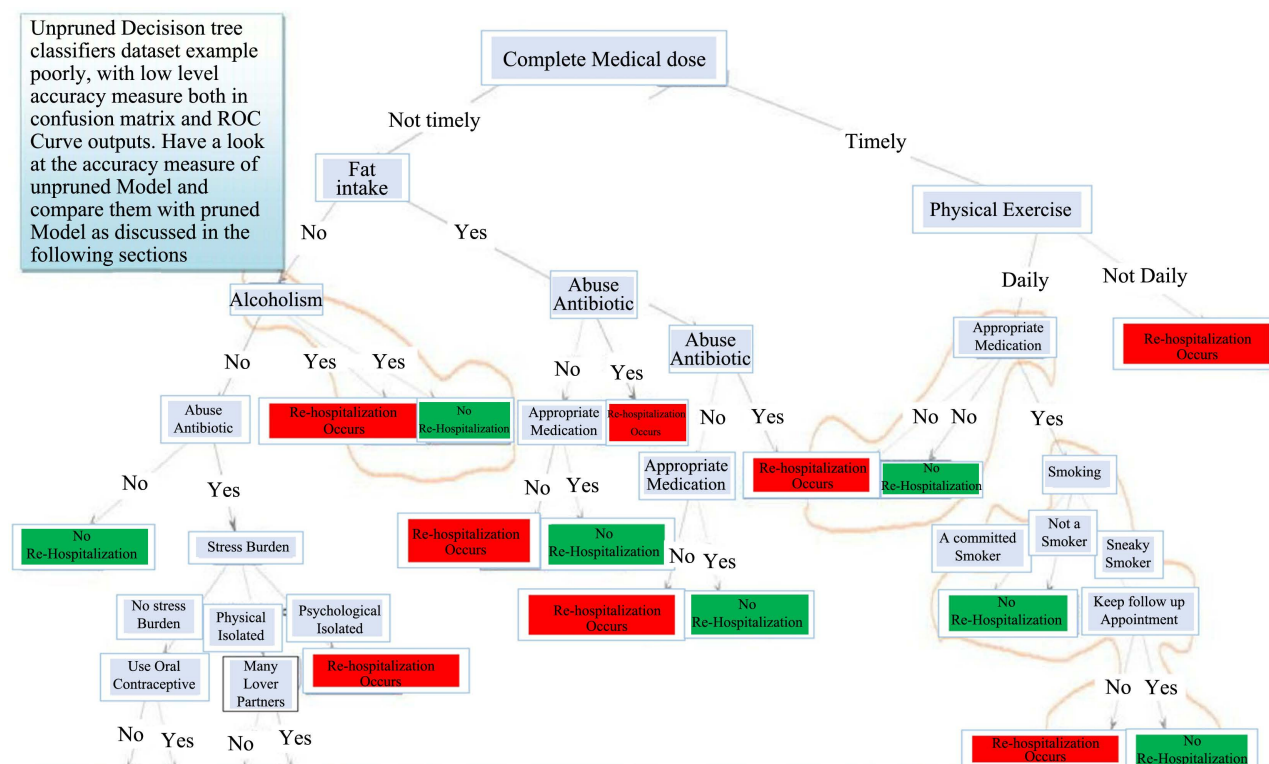 Unpruned Decisison tree
classifiers dataset example
poorly, with low level
accuracy measure both in
confusion matrix and ROC
Curve outputs. Have a look
at the accuracy measure of
unpruned Model and
compare them with pruned
Model as discussed in the
following sections
Complete Medical dose
Not timely
Timely
Fat
intake
Physical Exercise
No
Yes
Daily
Not Daily
Alcoholism
Abuse
Antibiotic
Abuse
Antibiotic
Appropriate
Medication
Re-hospitalization
Occurs
No
Yes
Yes
No
Yes
Abuse
Antibiotic
Re-hospitalization
Occurs
No
Re-Hospitalization
Appropriate
Medication
Re-hospitalization
Occurs
No
Yes
No
No
Yes
No
Yes
Appropriate
Medication
Re-hospitalization
Occurs
No
Re-Hospitalization
Smoking
No
Yes
No
Re-Hospitalization
Stress Burden
Re-hospitalization
Occurs
No
Re-Hospitalization
No
Yes
A committed
Smoker
Not a
Smoker
Sneaky
Smoker
No stress
Burden
Physical
Isolated
Psychological
Isolated
Re-hospitalization
Occurs
No
Re-Hospitalization
No
Re-Hospitalization
Keep follow up
Appointment
Use Oral
Contraceptive
Many
Lover
Partners
Re-hospitalization
Occurs
No
Yes
No
Yes
No
Yes
Re-hospitalization
Occurs
No
Re-Hospitalization